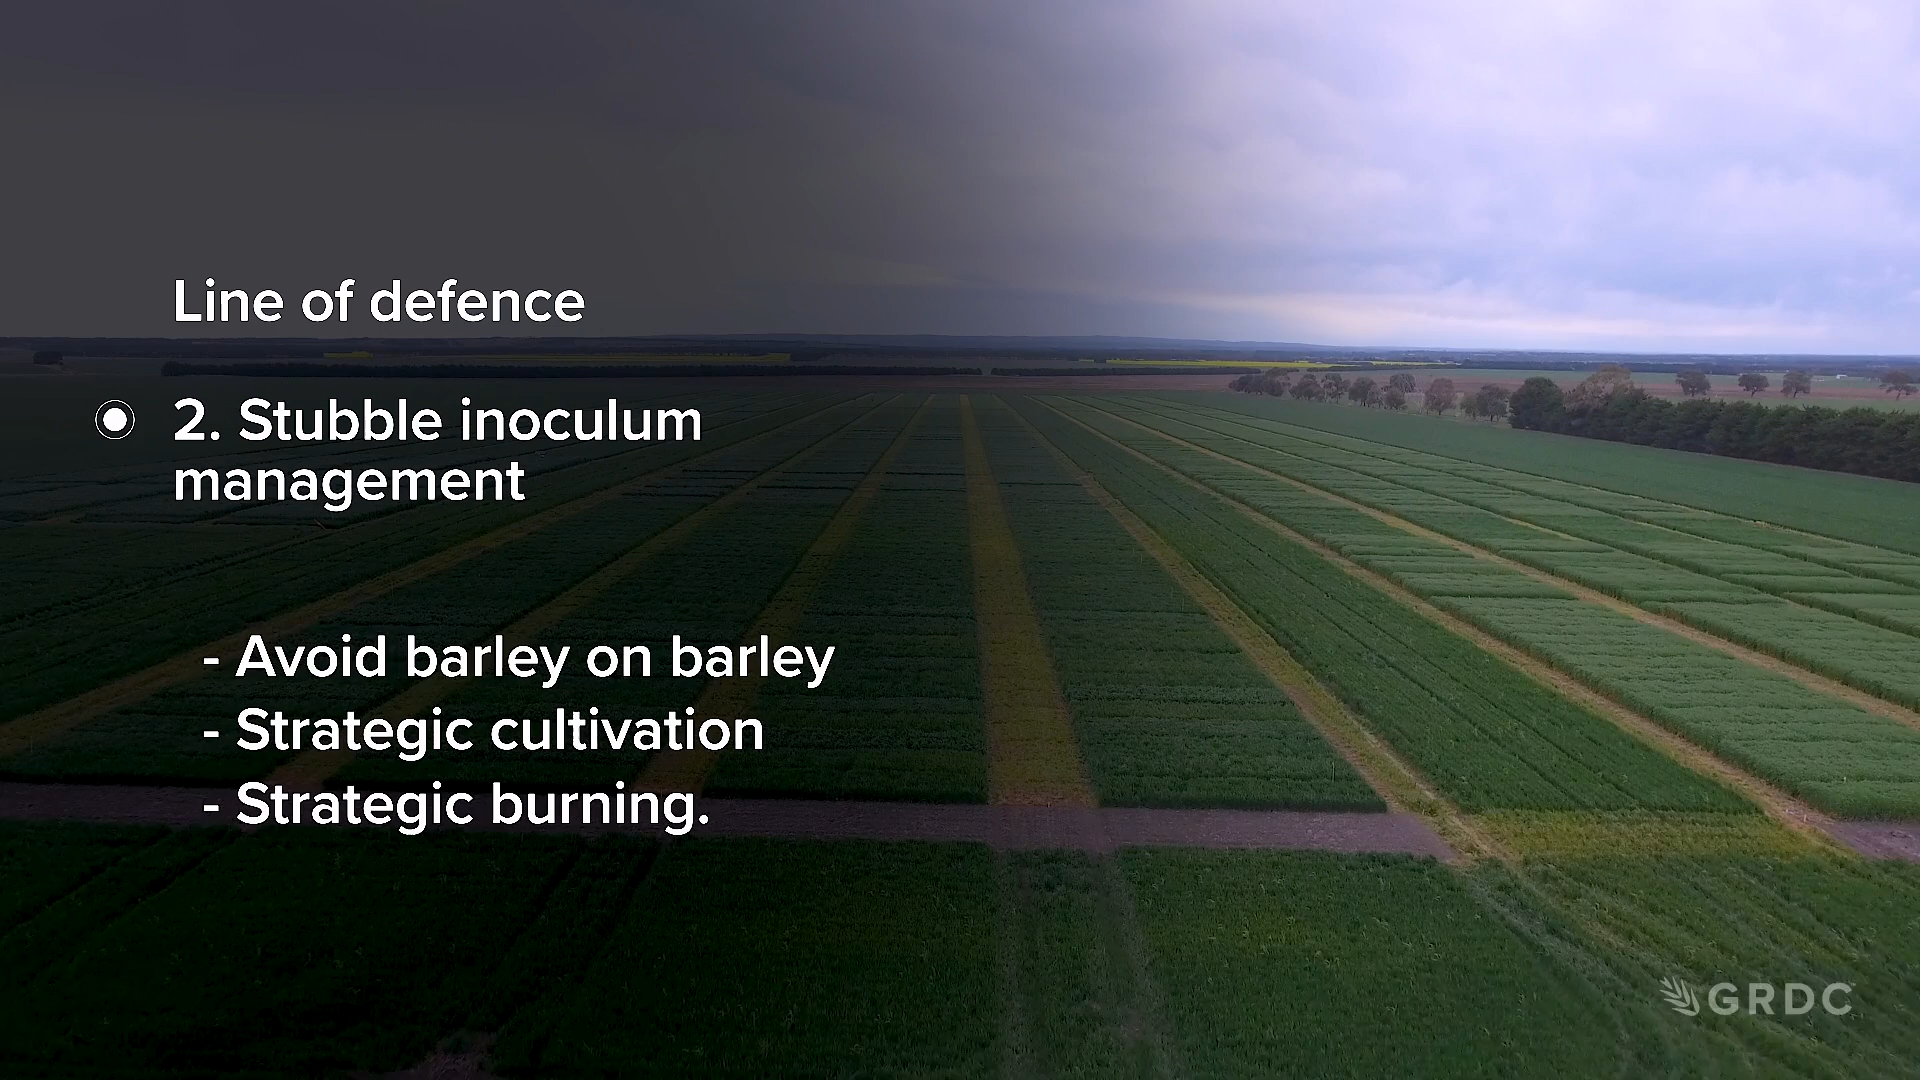 Line of defence
2. Stubble inoculum
management
- Avoid barley on barley
- Strategic cultivation
- Strategic burning.
GRDC